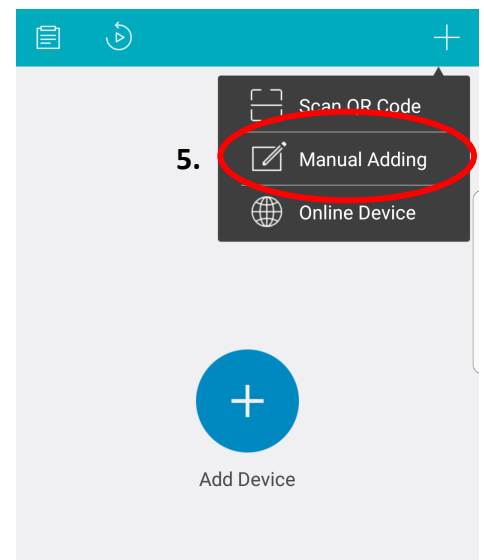 Scan QR Code
5. Manual Adding
Online Device
Add Device